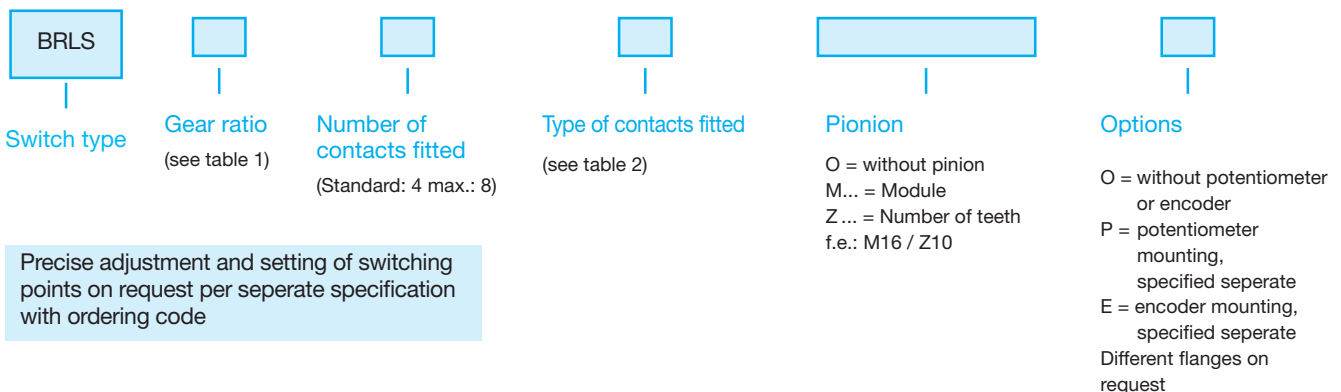 BRLS
Switch type
Gear ratio
(see table 1)
Number of
contacts fitted
(Standard: 4 max.: 8)
Type of contacts fitted
(see table 2)
Pionion
O = without pinion
M... = Module
Z ... = Number of teeth
f.e.: M16 / Z10
Options
O = without potentiometer
or encoder
P = potentiometer
mounting,
specified seperate
E = encoder mounting,
specified seperate
Different flanges on
request
Precise adjustment and setting of switching
points on request per seperate specification
with ordering code